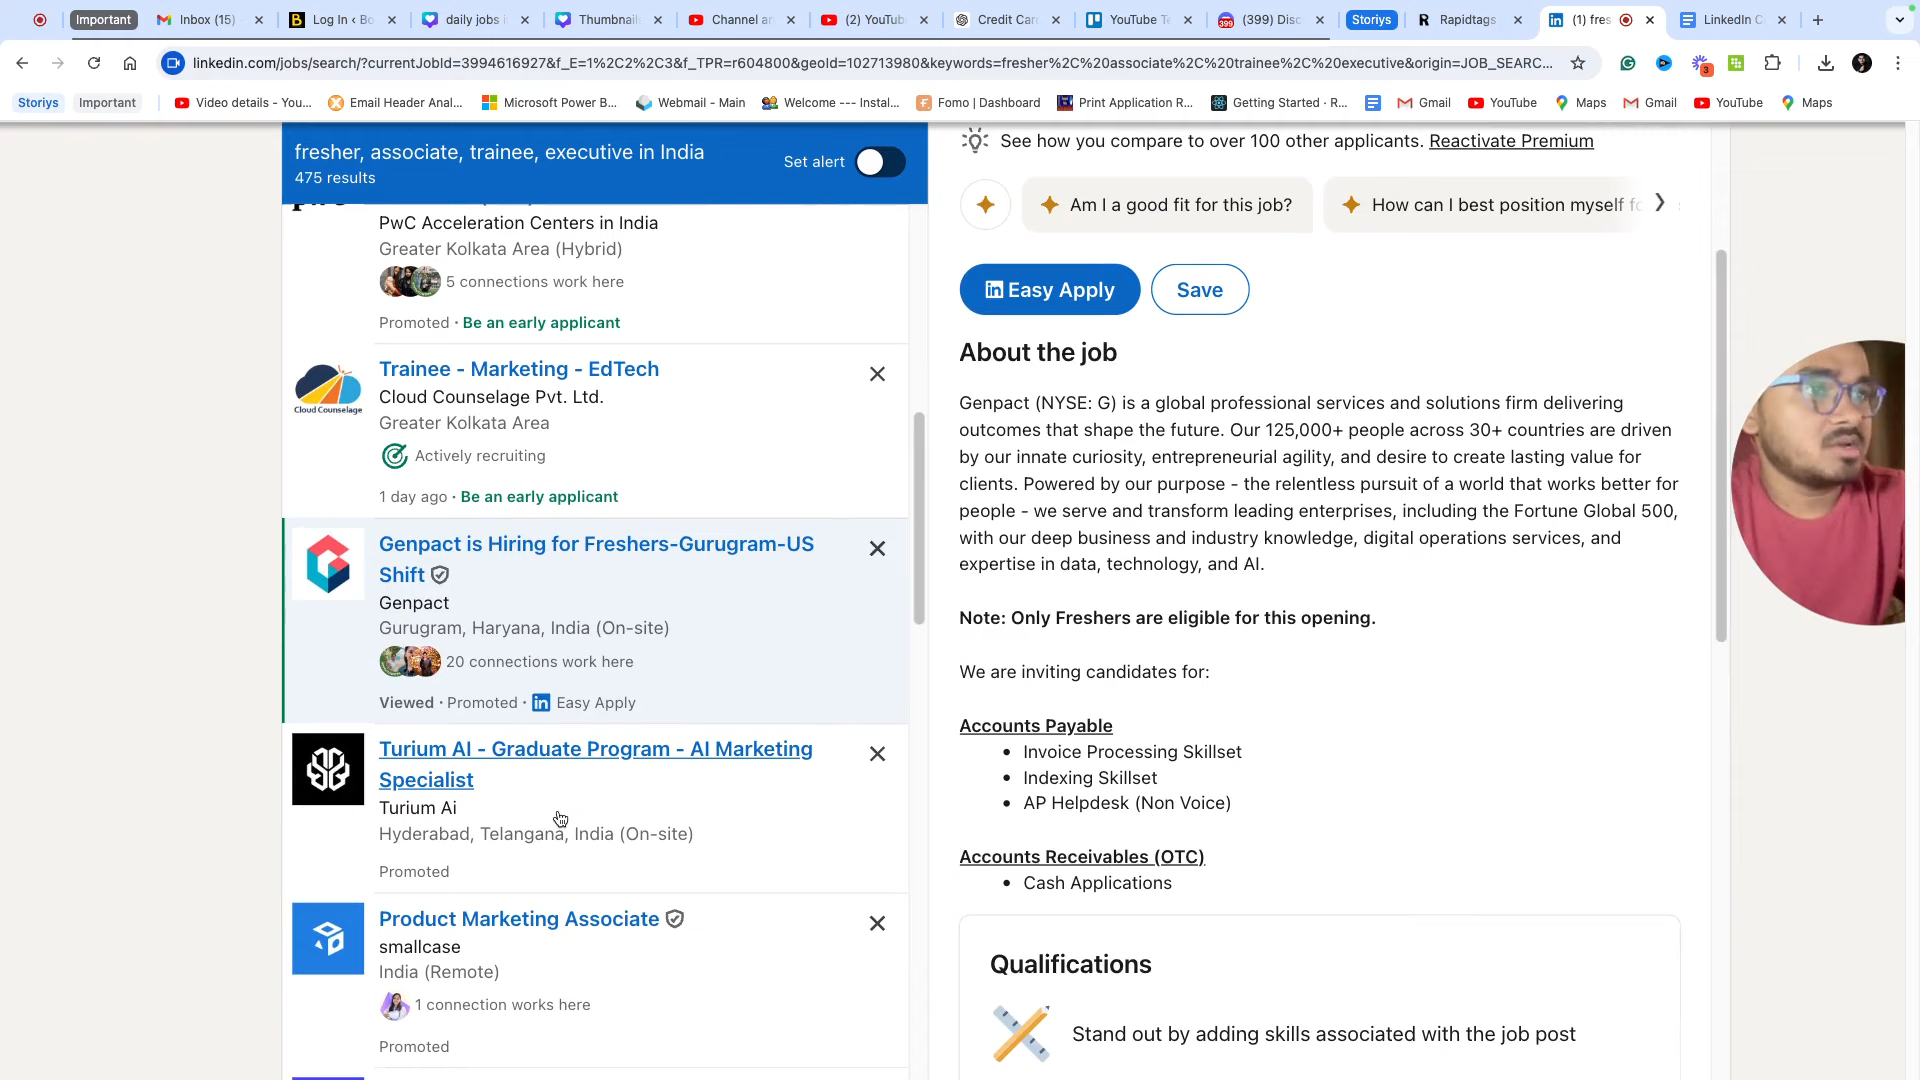 Important
Inbox (15)
Log In ‹ Bo
daily jobs i
Thumbnail
Channel an
(2) YouTub
Credit Car
YouTube Te
(399) Disc
Storiys
Rapidtags
(1) fres
LinkedIn C
linkedin.com/jobs/search/?currentJobId=3994616927&f_E=1%2C2%2C3&f_TPR=r604800&geoId=102713980&keywords=fresher%2C%20associate%2C%20trainee%2C%20executive&origin=JOB_SEARC...
3
Storiys
Important
Video details - You...
Email Header Anal...
Microsoft Power B...
Webmail - Main
Welcome --- Instal...
Fomo | Dashboard
Print Application R...
Getting Started · R...
Gmail
YouTube
Maps
Gmail
YouTube
Maps
fresher, associate, trainee, executive in India
475 results
Set alert
PwC Acceleration Centers in India
Greater Kolkata Area (Hybrid)
5 connections work here
Promoted · Be an early applicant
Trainee - Marketing - EdTech
Cloud Counselage Pvt. Ltd.
Greater Kolkata Area
Cloud Counselage
Actively recruiting
1 day ago · Be an early applicant
Genpact is Hiring for Freshers-Gurugram-US
Shift
Genpact
Gurugram, Haryana, India (On-site)
20 connections work here
Viewed · Promoted · in Easy Apply
Turium AI - Graduate Program - AI Marketing
Specialist
Turium Ai
Hyderabad, Telangana, India (On-site)
Promoted
Product Marketing Associate
smallcase
India (Remote)
1 connection works here
Promoted
See how you compare to over 100 other applicants. Reactivate Premium
Am I a good fit for this job?
How can I best position myself fo
in Easy Apply
Save
About the job
Genpact (NYSE: G) is a global professional services and solutions firm delivering
outcomes that shape the future. Our 125,000+ people across 30+ countries are driven
by our innate curiosity, entrepreneurial agility, and desire to create lasting value for
clients. Powered by our purpose - the relentless pursuit of a world that works better for
people - we serve and transform leading enterprises, including the Fortune Global 500,
with our deep business and industry knowledge, digital operations services, and
expertise in data, technology, and AI.
Note: Only Freshers are eligible for this opening.
We are inviting candidates for:
Accounts Payable
• Invoice Processing Skillset
• Indexing Skillset
• AP Helpdesk (Non Voice)
Accounts Receivables (OTC)
• Cash Applications
Qualifications
Stand out by adding skills associated with the job post